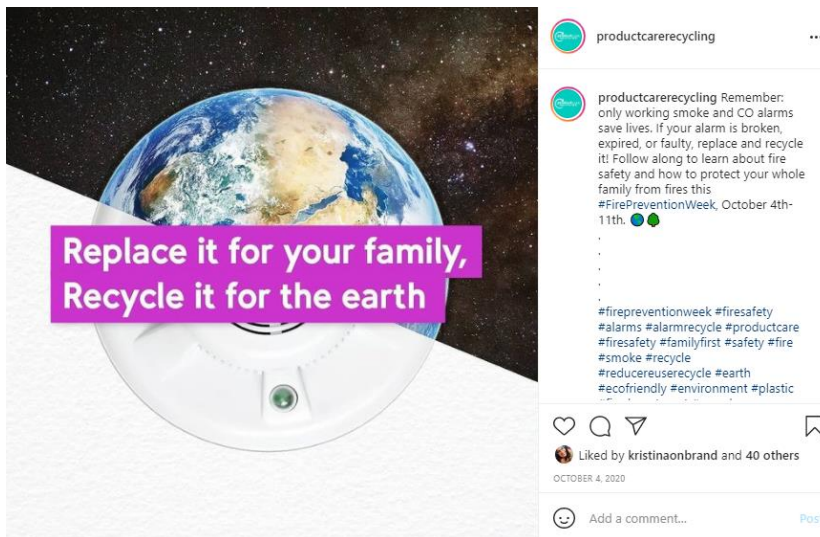 Replace it for your family,
Recycle it for the earth
productcarerecycling
productcarerecycling Remember:
only working smoke and CO alarms
save lives. If your alarm is broken,
expired, or faulty, replace and recycle
it! Follow along to learn about fire
safety and how to protect your whole
family from fires this
#FirePreventionWeek, October 4th-
11th. 🌎🌳
.
.
.
.
.
#firepreventionweek #firesafety
#alarms #alarmrecycle #productcare
#firesafety #familyfirst #safety #fire
#smoke #recycle
#reducereuserecycle #earth
#ecofriendly #environment #plastic
Liked by kristinaonbrand and 40 others
OCTOBER 4, 2020
Add a comment...